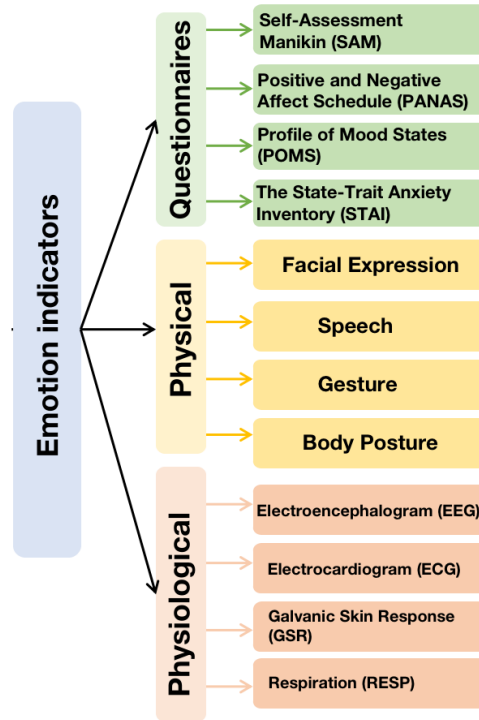 Emotion indicators
Questionnaires
Self-Assessment
Manikin (SAM)
Positive and Negative
Affect Schedule (PANAS)
Profile of Mood States
(POMS)
The State-Trait Anxiety
Inventory (STAI)
Physical
Facial Expression
Speech
Gesture
Body Posture
Physiological
Electroencephalogram (EEG)
Electrocardiogram (ECG)
Galvanic Skin Response
(GSR)
Respiration (RESP)